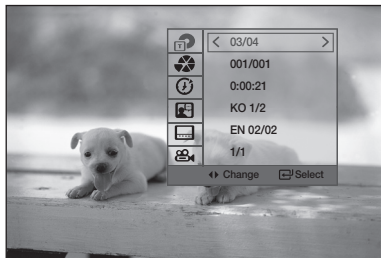 T
< 03/04 >
001/001
0:00:21
KO 1/2
EN 02/02
1/1
Change Select